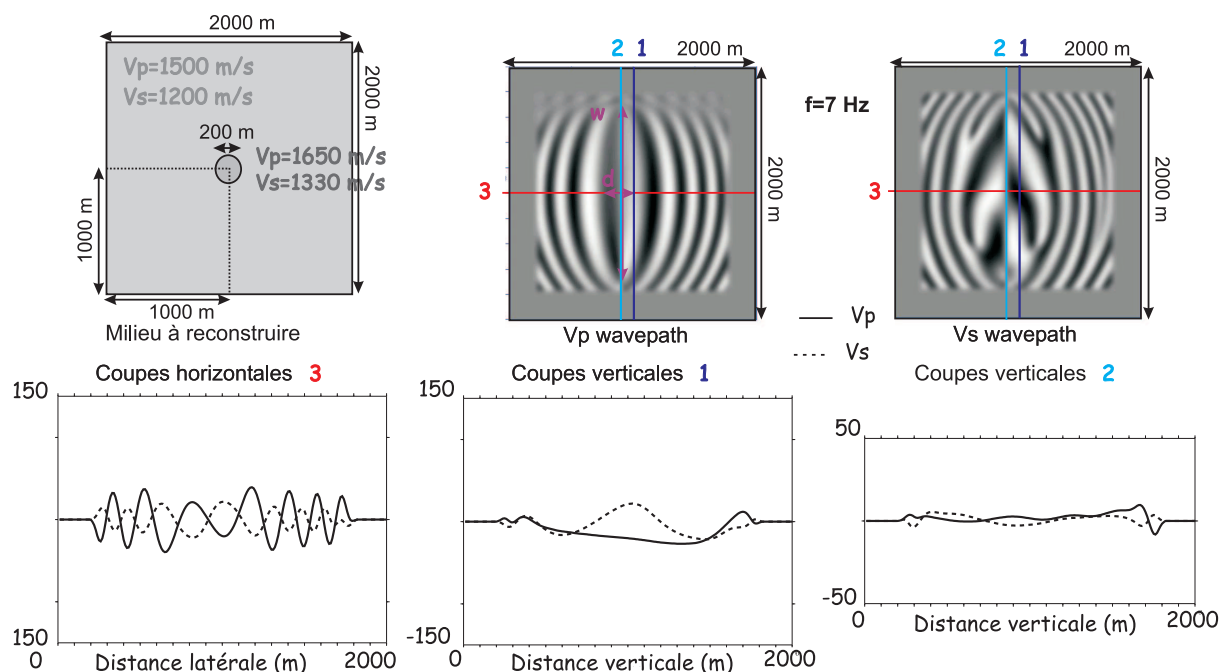 2000 m
Vp=1500 m/s
Vs=1200 m/s
200 m
Vp=1650 m/s
Vs=1330 m/s
2000 m
1000 m
1000 m
Milieu à reconstruire
2 1
2000 m
w
d
3
2000 m
Vp wavepath
f=7 Hz
2 1
2000 m
3
2000 m
Vs wavepath
Vp
Vs
Coupes horizontales 3
150
150
0
Distance latérale (m)
2000
Coupes verticales 1
150
-150
0
Distance verticale (m)
2000
Coupes verticales 2
50
-50
0
Distance verticale (m)
2000